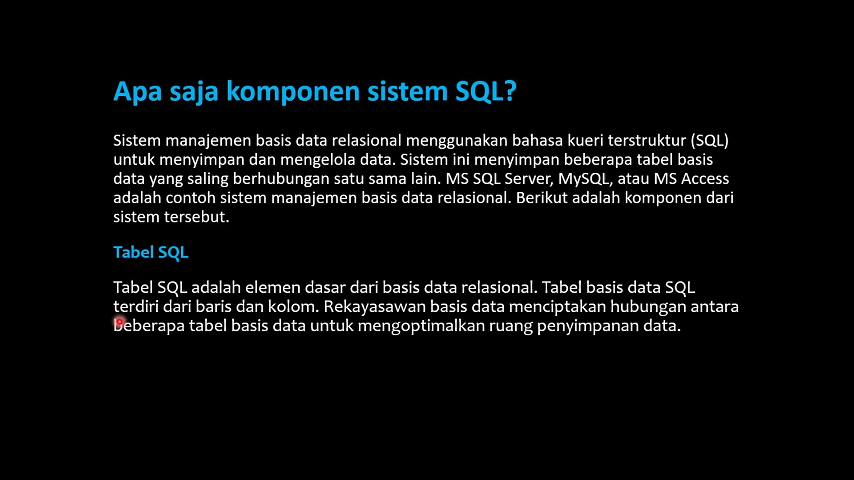 Apa saja komponen sistem SQL?
Sistem manajemen basis data relasional menggunakan bahasa kueri terstruktur (SQL)
untuk menyimpan dan mengelola data. Sistem ini menyimpan beberapa tabel basis
data yang saling berhubungan satu sama lain. MS SQL Server, MySQL, atau MS Access
adalah contoh sistem manajemen basis data relasional. Berikut adalah komponen dari
sistem tersebut.
Tabel SQL
Tabel SQL adalah elemen dasar dari basis data relasional. Tabel basis data SQL
terdiri dari baris dan kolom. Rekayasawan basis data menciptakan hubungan antara
beberapa tabel basis data untuk mengoptimalkan ruang penyimpanan data.